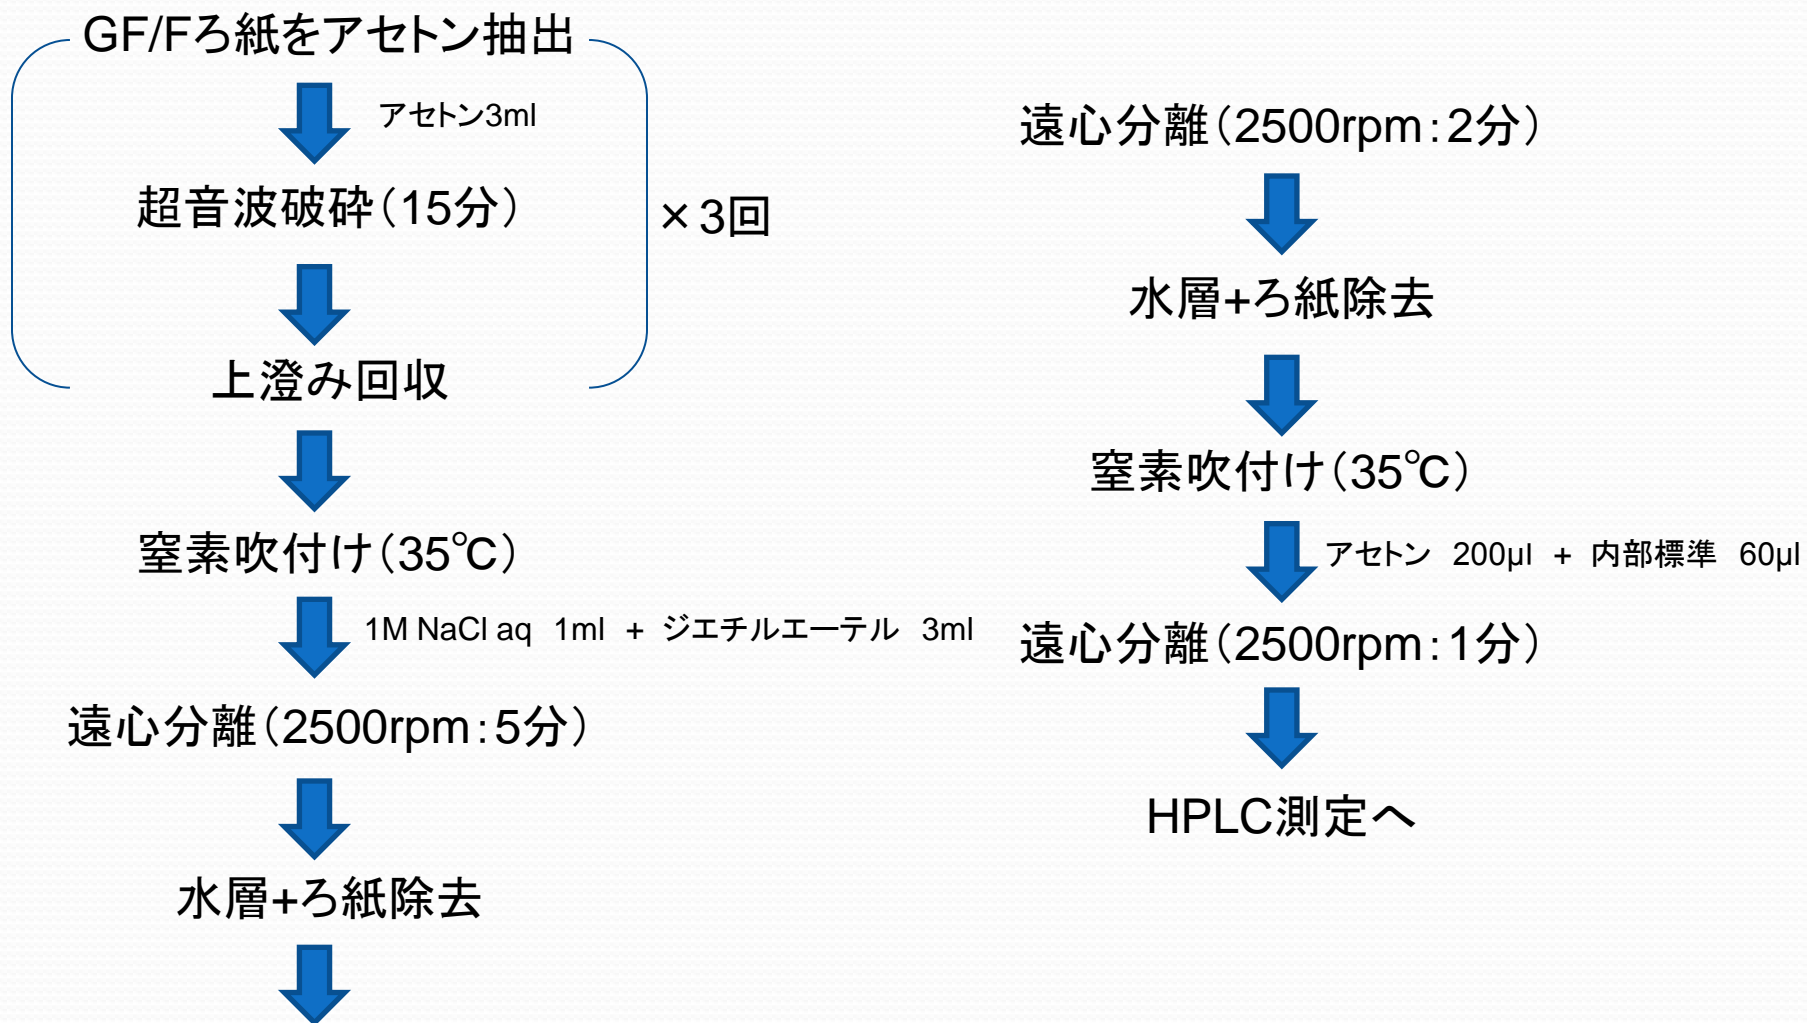 GF/Fろ紙をアセトン抽出
アセトン3ml
超音波破砕(15分)
×3回
上澄み回収
窒素吹付け(35℃)
1M NaCl aq 1ml + ジエチルエーテル 3ml
遠心分離(2500rpm:5分)
水層+ろ紙除去
遠心分離(2500rpm:2分)
水層+ろ紙除去
窒素吹付け(35℃)
アセトン 200μl + 内部標準 60μl
遠心分離(2500rpm:1分)
HPLC測定へ